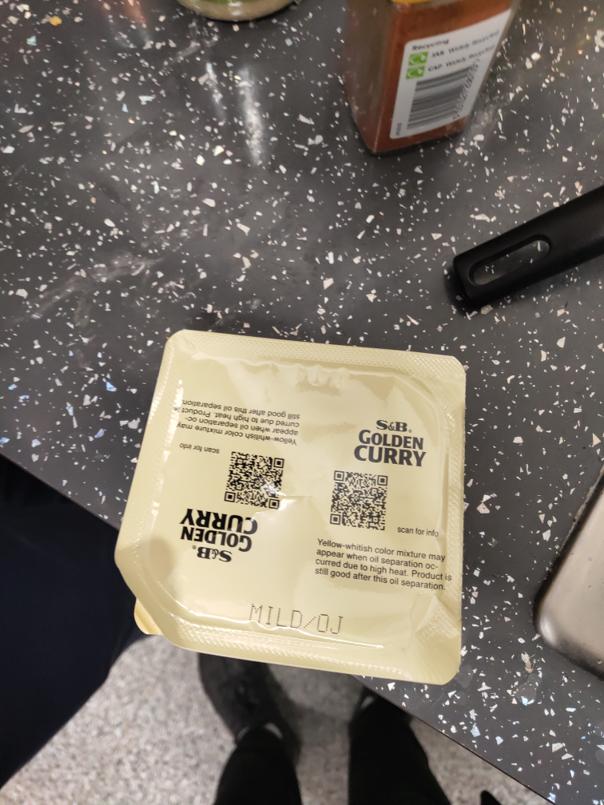 Recycling
S&B®
GOLDEN
CURRY
scan for info
Yellow-whitish color mixture may
appear when oil separation oc-
curred due to high heat. Product is
still good after this oil separation.
S&B®
GOLDEN
CURRY
scan for info
Yellow-whitish color mixture may
appear when oil separation oc-
curred due to high heat. Product is
still good after this oil separation.
MILD/OJ